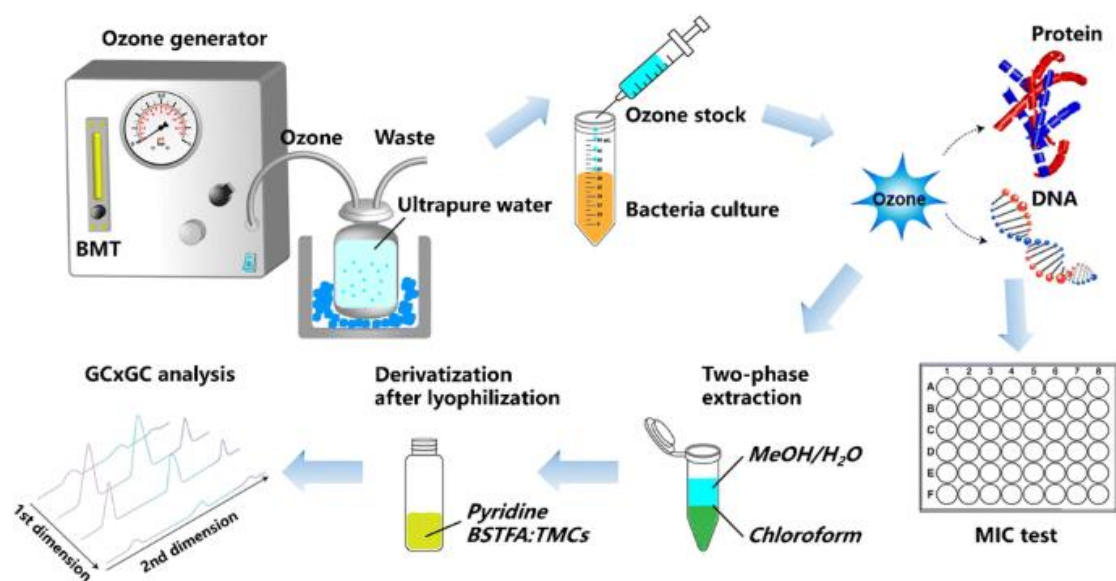 Ozone generator
Ozone
Waste
Ultrapure water
BMT
Ozone stock
Bacteria culture
Ozone
Protein
DNA
GCxGC analysis
1st dimension
2nd dimension
Derivatization
after lyophilization
Pyridine
BSTFA:TMCs
Two-phase
extraction
MeOH/H₂O
Chloroform
1 2 3 4 5 6 7 8
A
B
C
D
E
F
MIC test